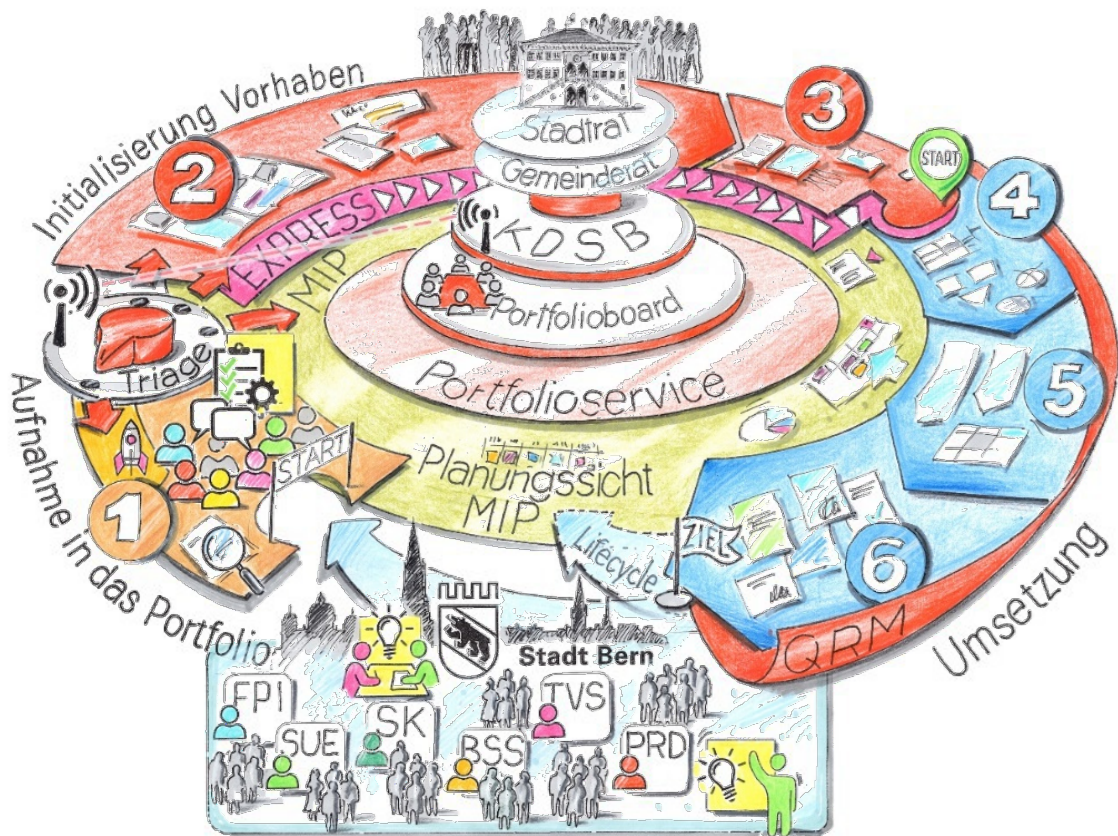 Initialisierung Vorhaben
Stadtrat
Gemeinderat
KDSB
Portfolioboard
Portfolioservice
Planungssicht
MIP
2
3
START
4
5
6
EXPRESS
MIP
Triage
START
1
Aufnahme in das Portfolio
Lifecycle
ZIEL
QRM
Umsetzung
Stadt Bern
FPI
SUE
SK
BSS
TVS
PRD